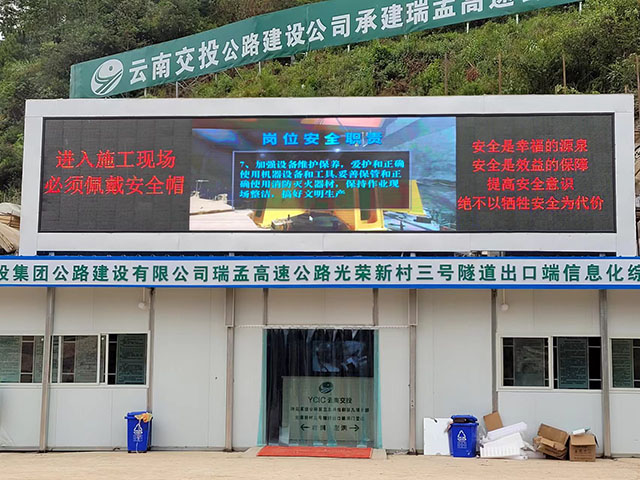 云南交投公路建设公司承建瑞孟高速
进入施工现场
必须佩戴安全帽
岗位安全职责
7、加强设备维护保养，爱护和正确
使用机器设备和工具，妥善保管和正
确使用消防灭火器材，保持作业现
场整洁，搞好文明生产
安全是幸福的源泉
安全是效益的保障
提高安全意识
绝不以牺牲安全为代价
投集团公路建设有限公司瑞孟高速公路光荣新村三号隧道出口端信息化综
云南交投
YCIC